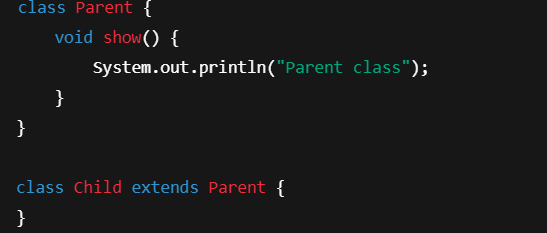 class Parent {
    void show() {
        System.out.println("Parent class");
    }
}

class Child extends Parent {
}